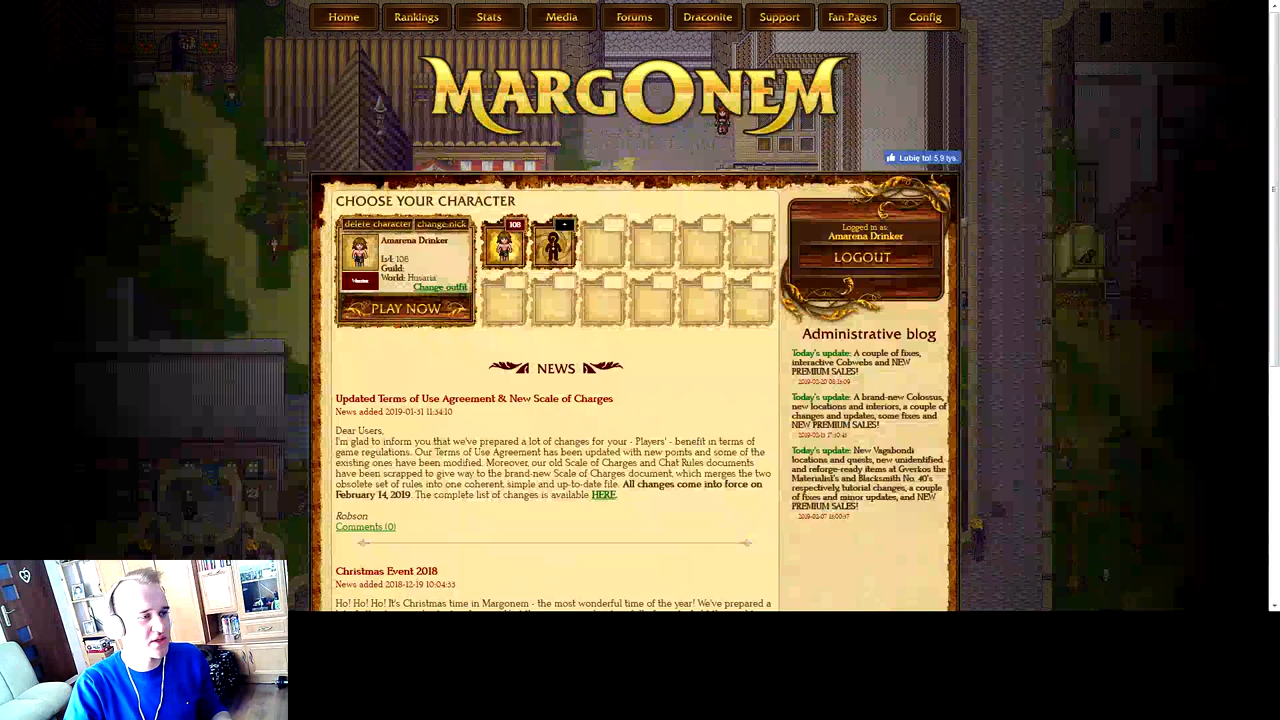 Home Rankings Stats Media Forums Draconite Support Fan Pages Config
MARGONEM
Lubię to! 5,9 tys.
CHOOSE YOUR CHARACTER
delete character change nick
Amarena Drinker
Lvl: 108
Guild:
World: Husaria
Change outfit
PLAY NOW
108
+
Logged in as:
Amarena Drinker
LOGOUT
NEWS
Updated Terms of Use Agreement & New Scale of Charges
News added 2019-01-31 11:34:10
Dear Users,
I'm glad to inform you that we've prepared a lot of changes for your - Players' - benefit in terms of
game regulations. Our Terms of Use Agreement has been updated with new points and some of the
existing ones have been modified. Moreover, our old Scale of Charges and Chat Rules documents
have been scrapped to give way to the brand-new Scale of Charges document, which merges the two
obsolete set of rules into one coherent, simple and up-to-date file. All changes come into force on
February 14, 2019. The complete list of changes is available HERE.
Robson
Comments (0)
Christmas Event 2018
News added 2018-12-19 10:04:33
Ho! Ho! Ho! It's Christmas time in Margonem - the most wonderful time of the year! We've prepared a
Administrative blog
Today's update: A couple of fixes,
interactive Cobwebs and NEW
PREMIUM SALES!
Today's update: A brand-new Colossus,
new locations and interiors, a couple of
changes and updates, some fixes and
NEW PREMIUM SALES!
Today's update: New Vagabondi
locations and quests, new unidentified
and reforge-ready items at Gverkos the
Materialist's and Blacksmith No. 40's
respectively, tutorial changes, a couple
of fixes and minor updates, and NEW
PREMIUM SALES!